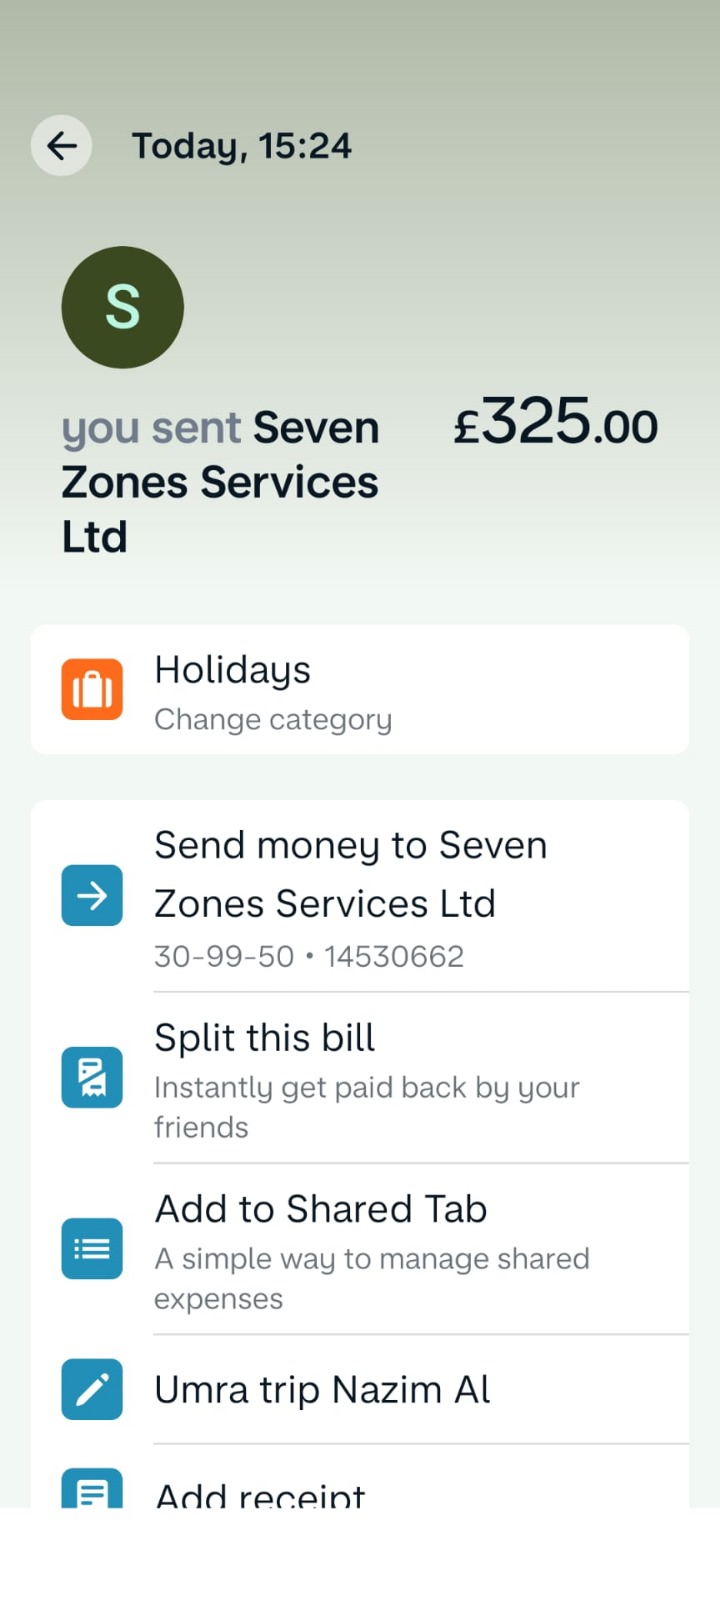 Today, 15:24
S
you sent Seven £325.00
Zones Services
Ltd
Holidays
Change category
Send money to Seven
Zones Services Ltd
30-99-50 • 14530662
Split this bill
Instantly get paid back by your
friends
Add to Shared Tab
A simple way to manage shared
expenses
Umra trip Nazim Al
Add receipt